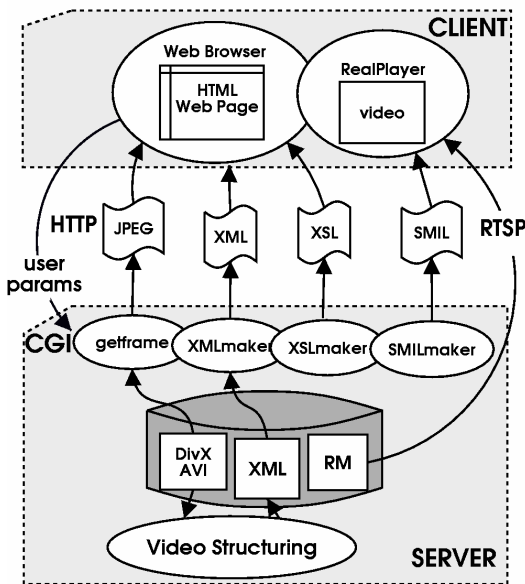 CLIENT
Web Browser
HTML
Web Page
RealPlayer
video
HTTP
JPEG
XML
XSL
SMIL
RTSP
user
params
CGI
getframe
XMLmaker
XSLmaker
SMILmaker
DivX
AVI
XML
RM
Video Structuring
SERVER